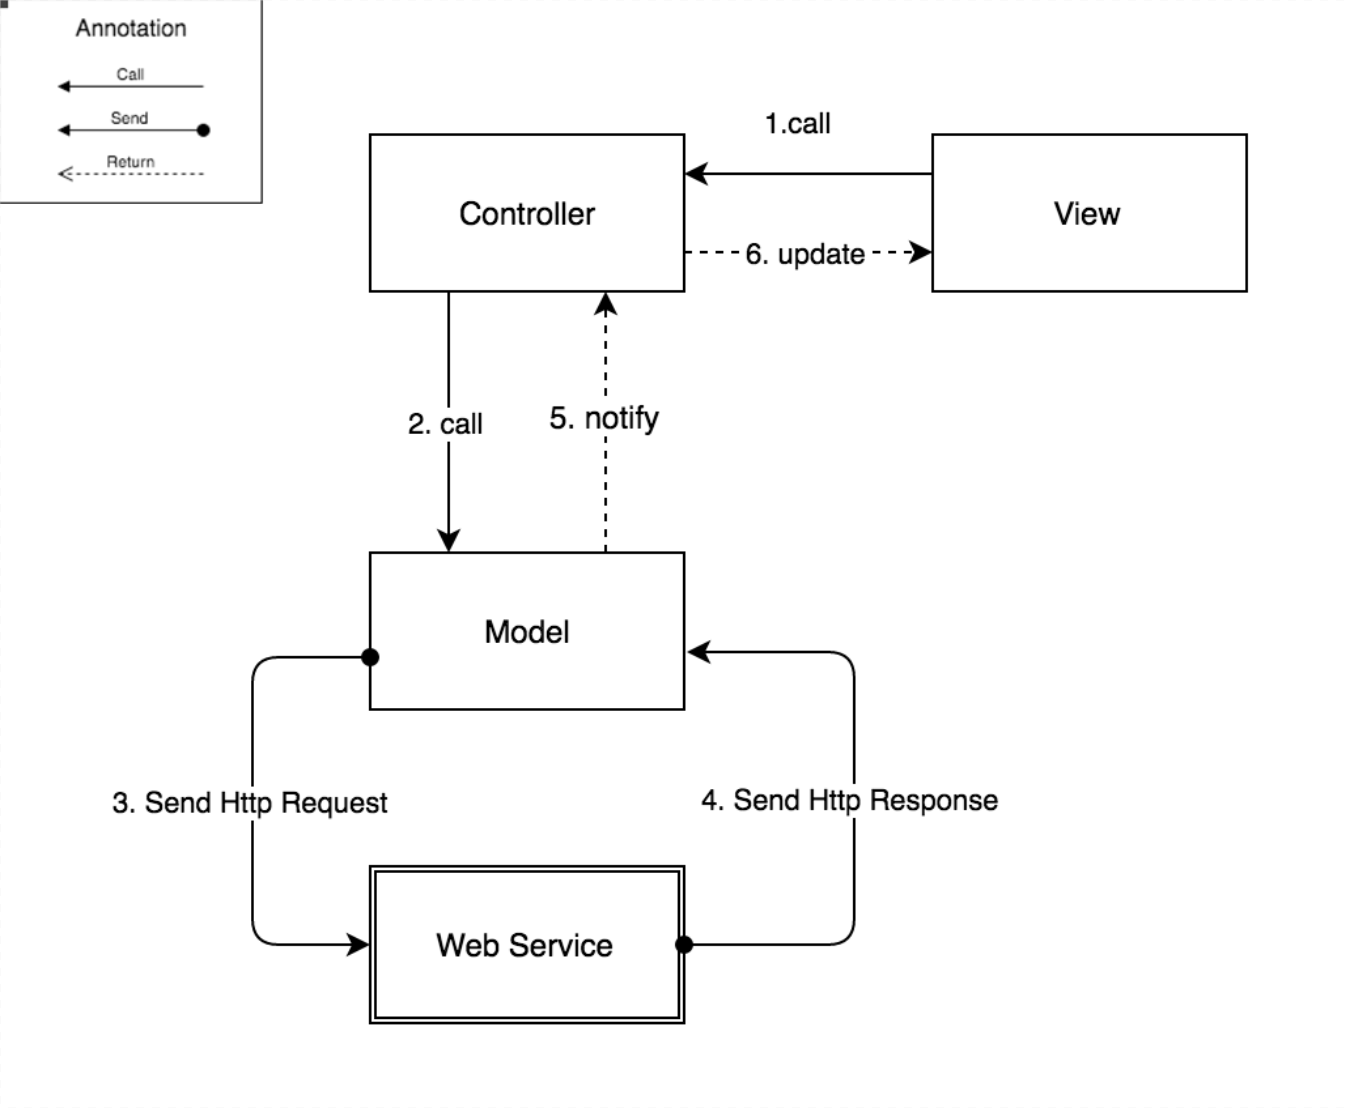 Annotation
Call
Send
Return
1.call
Controller
View
6. update
2. call
5. notify
Model
3. Send Http Request
4. Send Http Response
Web Service